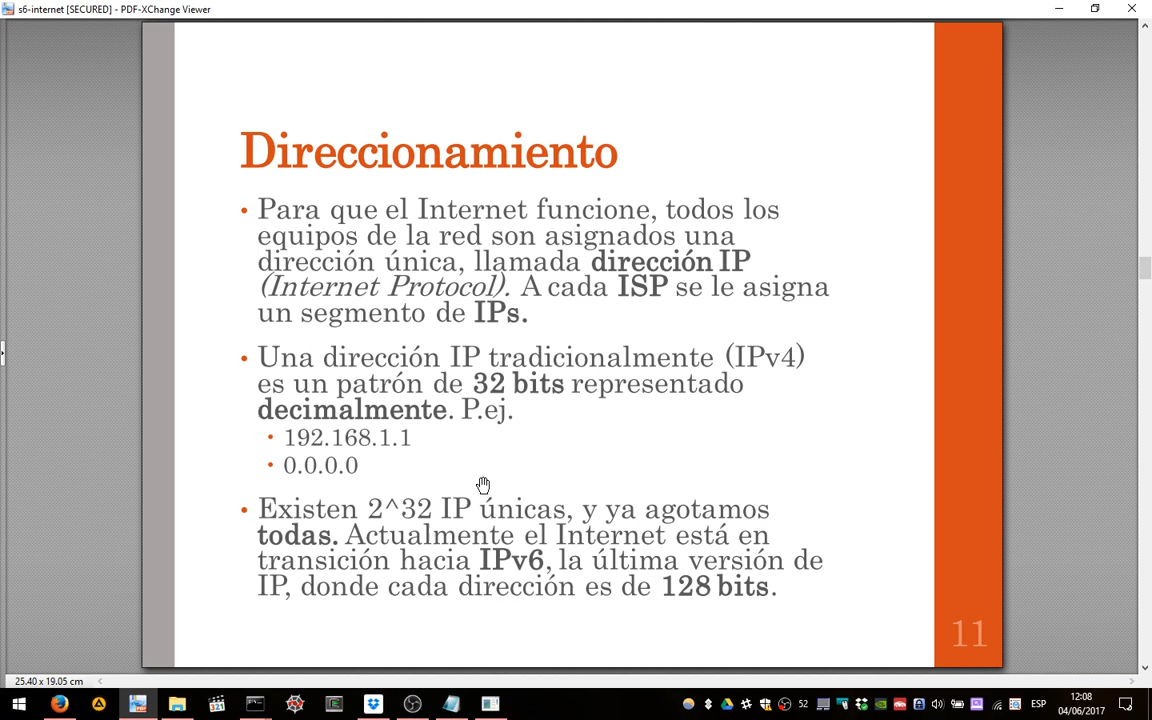 s6-internet [SECURED] - PDF-XChange Viewer
Direccionamiento
• Para que el Internet funcione, todos los
equipos de la red son asignados una
dirección única, llamada dirección IP
(Internet Protocol). A cada ISP se le asigna
un segmento de IPs.
• Una dirección IP tradicionalmente (IPv4)
es un patrón de 32 bits representado
decimalmente. P.ej.
• 192.168.1.1
• 0.0.0.0
• Existen 2^32 IP únicas, y ya agotamos
todas. Actualmente el Internet está en
transición hacia IPv6, la última versión de
IP, donde cada dirección es de 128 bits.
11
25.40 x 19.05 cm
52
ESP
12:08
04/06/2017